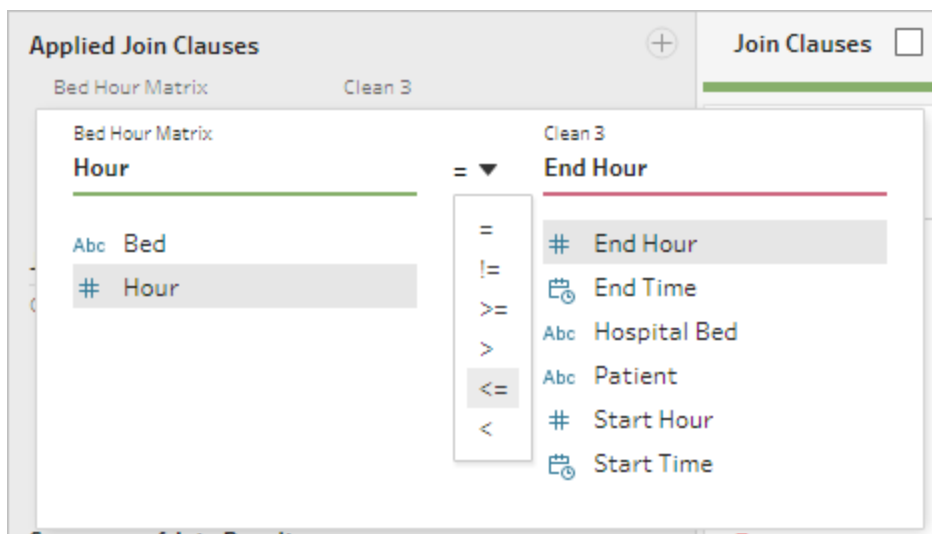 Applied Join Clauses
Join Clauses
Bed Hour Matrix Clean 3
Bed Hour Matrix Clean 3
Hour = End Hour
Abc Bed
# Hour
=
!=
>=
>
<=
<
# End Hour
End Time
Abc Hospital Bed
Abc Patient
# Start Hour
Start Time